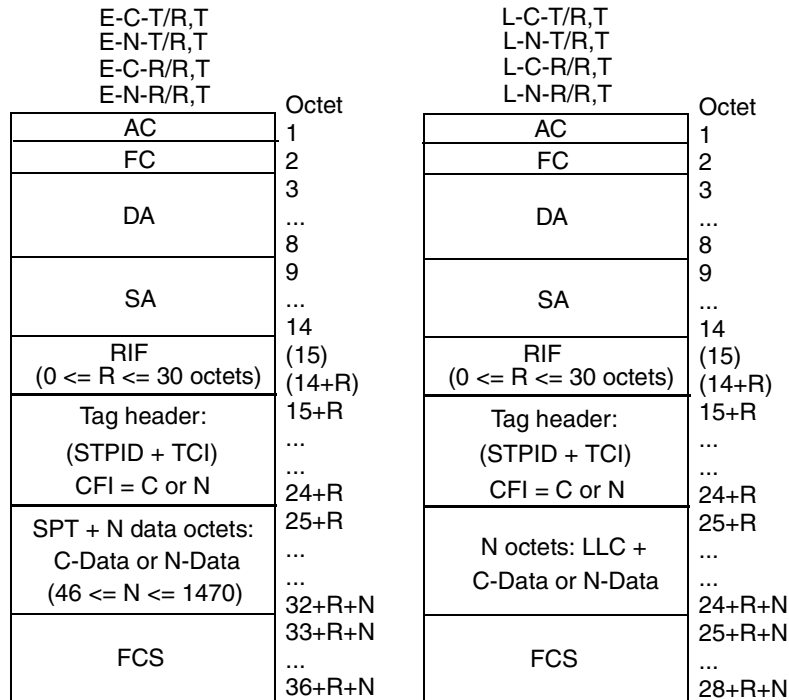 E-C-T/R,T
E-N-T/R,T
E-C-R/R,T
E-N-R/R,T
Octet
AC
1
FC
2
DA
3
...
8
SA
9
...
14
RIF
(0 <= R <= 30 octets)
(15)
(14+R)
Tag header:
(STPID + TCI)
CFI = C or N
15+R
...
...
24+R
SPT + N data octets:
C-Data or N-Data
(46 <= N <= 1470)
25+R
...
...
32+R+N
FCS
33+R+N
...
36+R+N
L-C-T/R,T
L-N-T/R,T
L-C-R/R,T
L-N-R/R,T
Octet
AC
1
FC
2
DA
3
...
8
SA
9
...
14
RIF
(0 <= R <= 30 octets)
(15)
(14+R)
Tag header:
(STPID + TCI)
CFI = C or N
15+R
...
...
24+R
N octets: LLC +
C-Data or N-Data
25+R
...
...
24+R+N
FCS
25+R+N
...
28+R+N